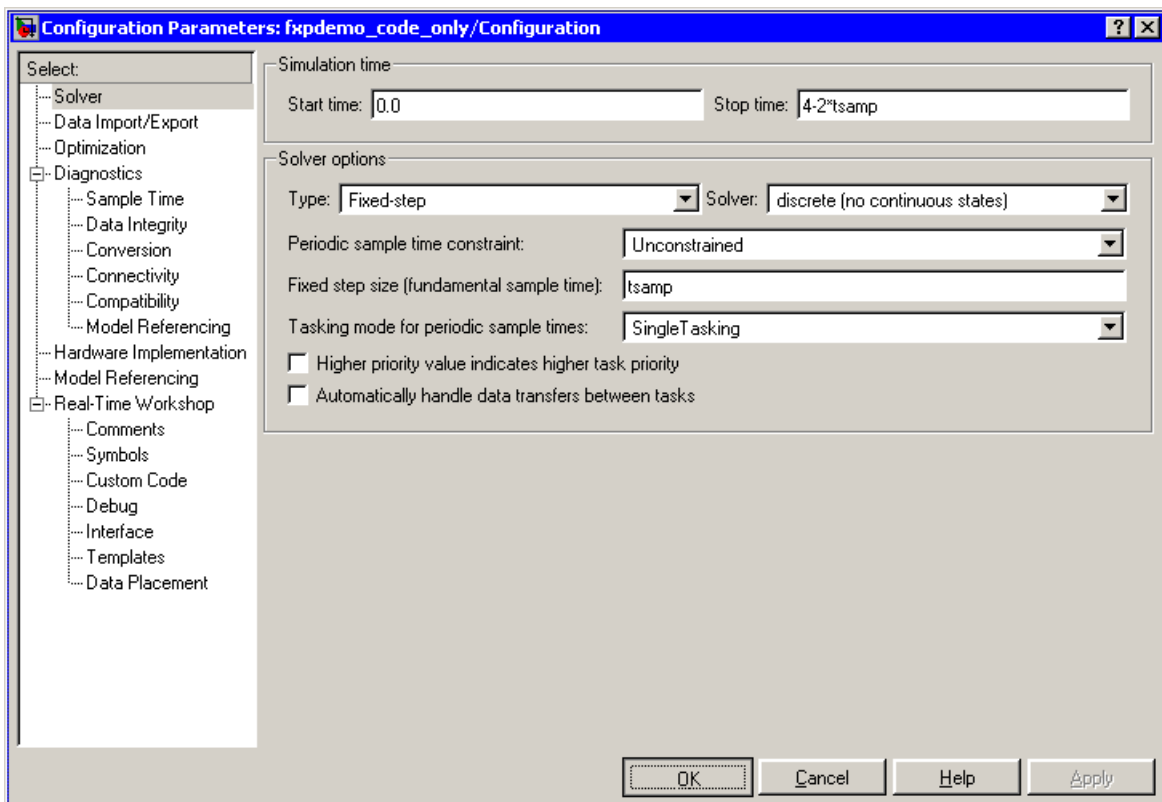 Configuration Parameters: fxpdemo_code_only/Configuration
Select:
Solver
Data Import/Export
Optimization
Diagnostics
Sample Time
Data Integrity
Conversion
Connectivity
Compatibility
Model Referencing
Hardware Implementation
Model Referencing
Real-Time Workshop
Comments
Symbols
Custom Code
Debug
Interface
Templates
Data Placement
Simulation time
Start time: 0.0 Stop time: 4-2*tsamp
Solver options
Type: Fixed-step Solver: discrete (no continuous states)
Periodic sample time constraint: Unconstrained
Fixed step size (fundamental sample time): tsamp
Tasking mode for periodic sample times: SingleTasking
Higher priority value indicates higher task priority
Automatically handle data transfers between tasks
OK Cancel Help Apply